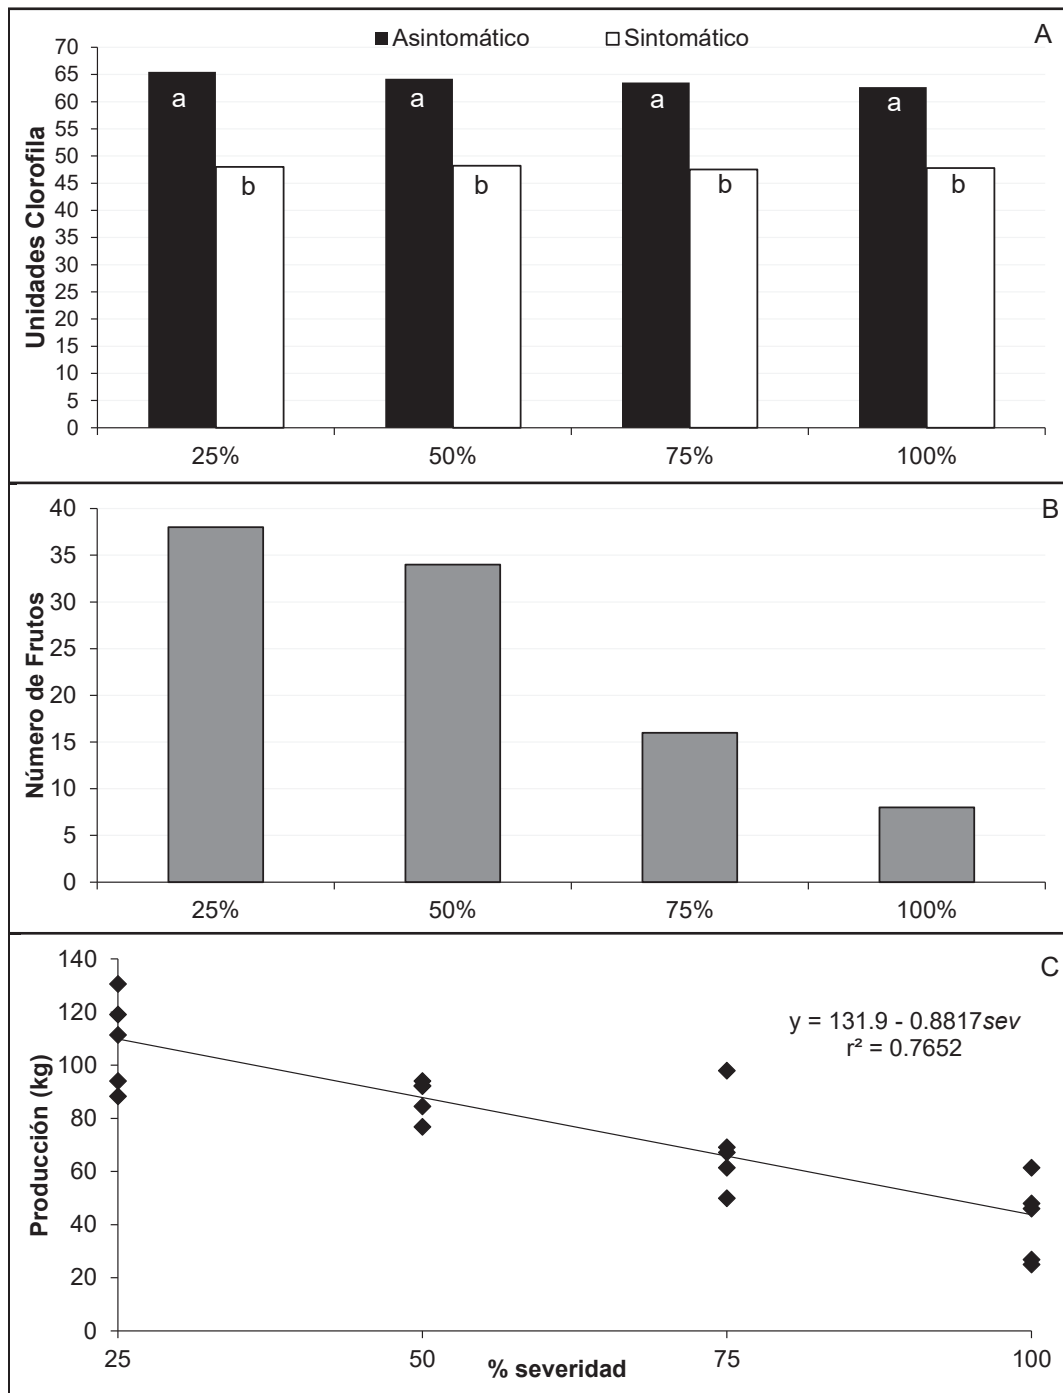 A
Asintomático Sintomático
Unidades Clorofila
70
65
60
55
50
45
40
35
30
25
20
15
10
5
0
a a a a
b b b b
25% 50% 75% 100%
B
Número de Frutos
40
35
30
25
20
15
10
5
0
25% 50% 75% 100%
C
Producción (kg)
140
120
100
80
60
40
20
0
y = 131.9 - 0.8817sev
r² = 0.7652
25 50 75 100
% severidad